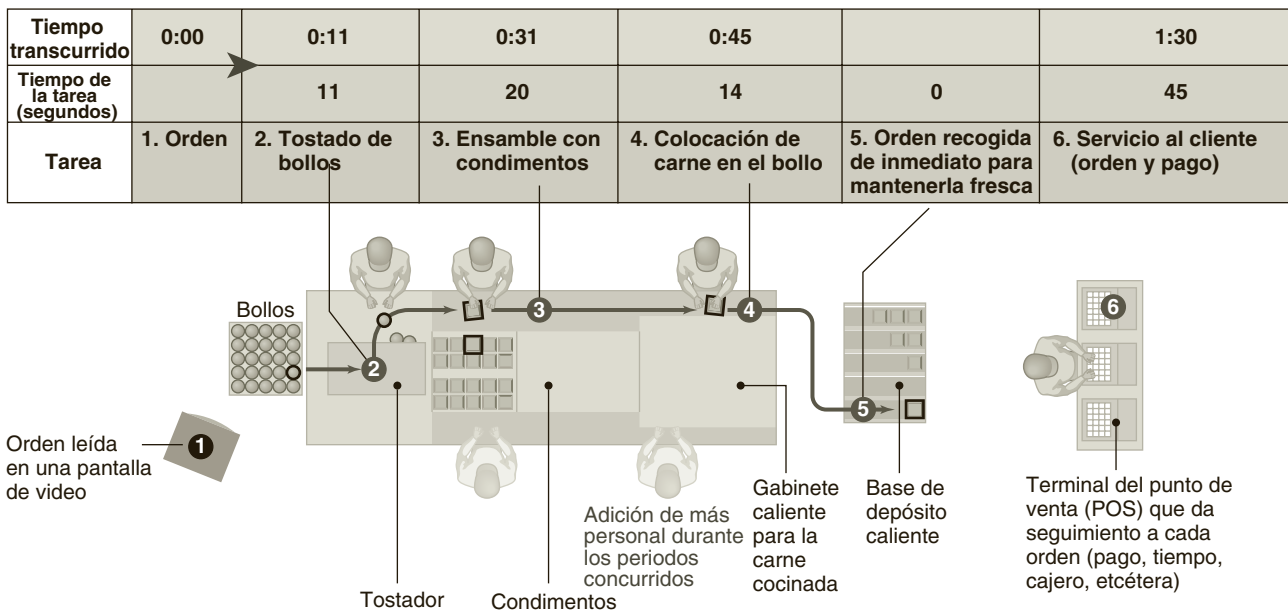 Tiempo
transcurrido
0:00
0:11
0:31
0:45
1:30
Tiempo de
la tarea
(segundos)
11
20
14
0
45
Tarea
1. Orden
2. Tostado de
bollos
3. Ensamble con
condimentos
4. Colocación de
carne en el bollo
5. Orden recogida
de inmediato para
mantenerla fresca
6. Servicio al cliente
(orden y pago)
Bollos
2
3
4
5
6
1
Orden leída
en una pantalla
de video
Tostador
Condimentos
Adición de más
personal durante
los periodos
concurridos
Gabinete
caliente
para la
carne
cocinada
Base de
depósito
caliente
Terminal del punto de
venta (POS) que da
seguimiento a cada
orden (pago, tiempo,
cajero, etcétera)